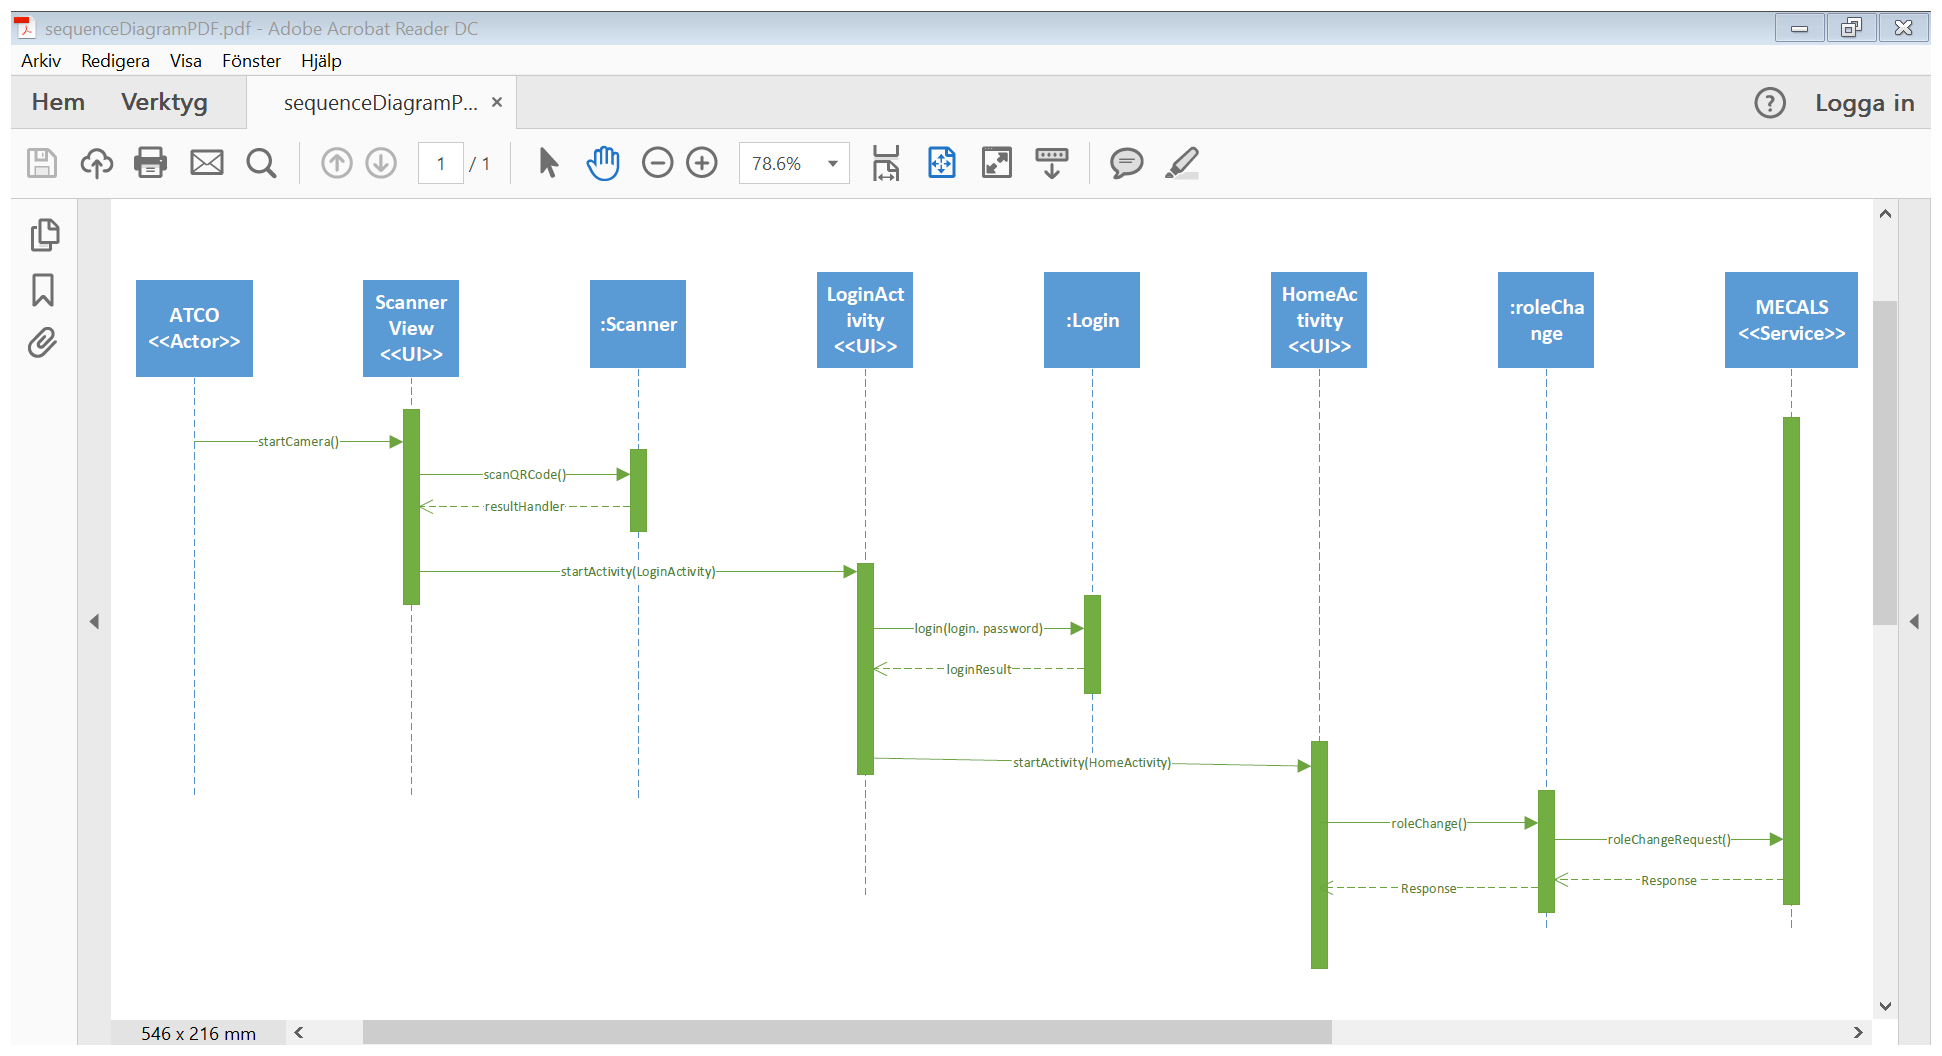 sequenceDiagramPDF.pdf - Adobe Acrobat Reader DC
Arkiv Redigera Visa Fönster Hjälp
Hem Verktyg sequenceDiagramP... × ? Logga in
1 / 1 78.6%
ATCO
<<Actor>>
Scanner
View
<<UI>>
:Scanner
LoginAct
ivity
<<UI>>
:Login
HomeAc
tivity
<<UI>>
:roleCha
nge
MECALS
<<Service>>
startCamera()
scanQRCode()
resultHandler
startActivity(LoginActivity)
login(login. password)
loginResult
startActivity(HomeActivity)
roleChange()
roleChangeRequest()
Response
Response
546 x 216 mm